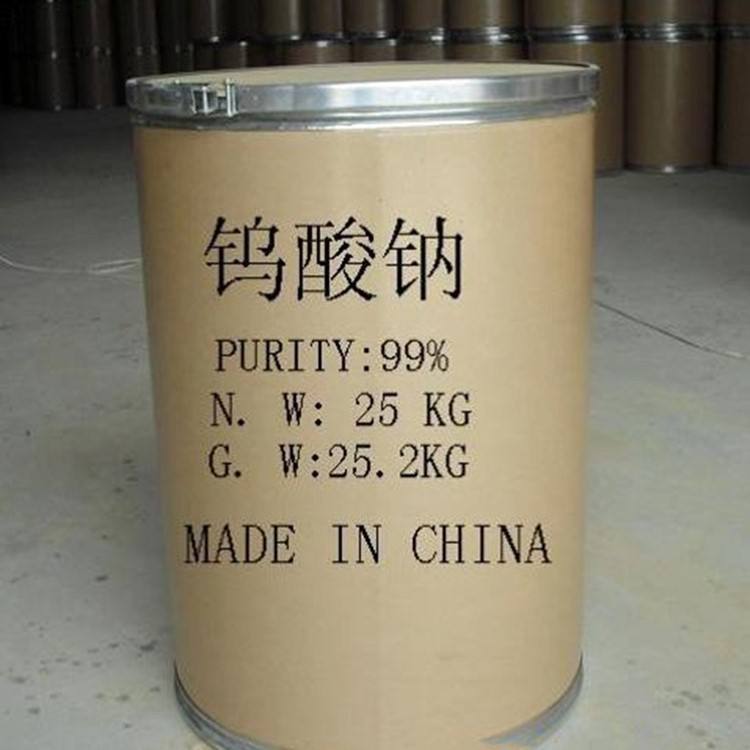 钨酸钠
PURITY:99%
N. W: 25 KG
G. W:25.2KG
MADE IN CHINA